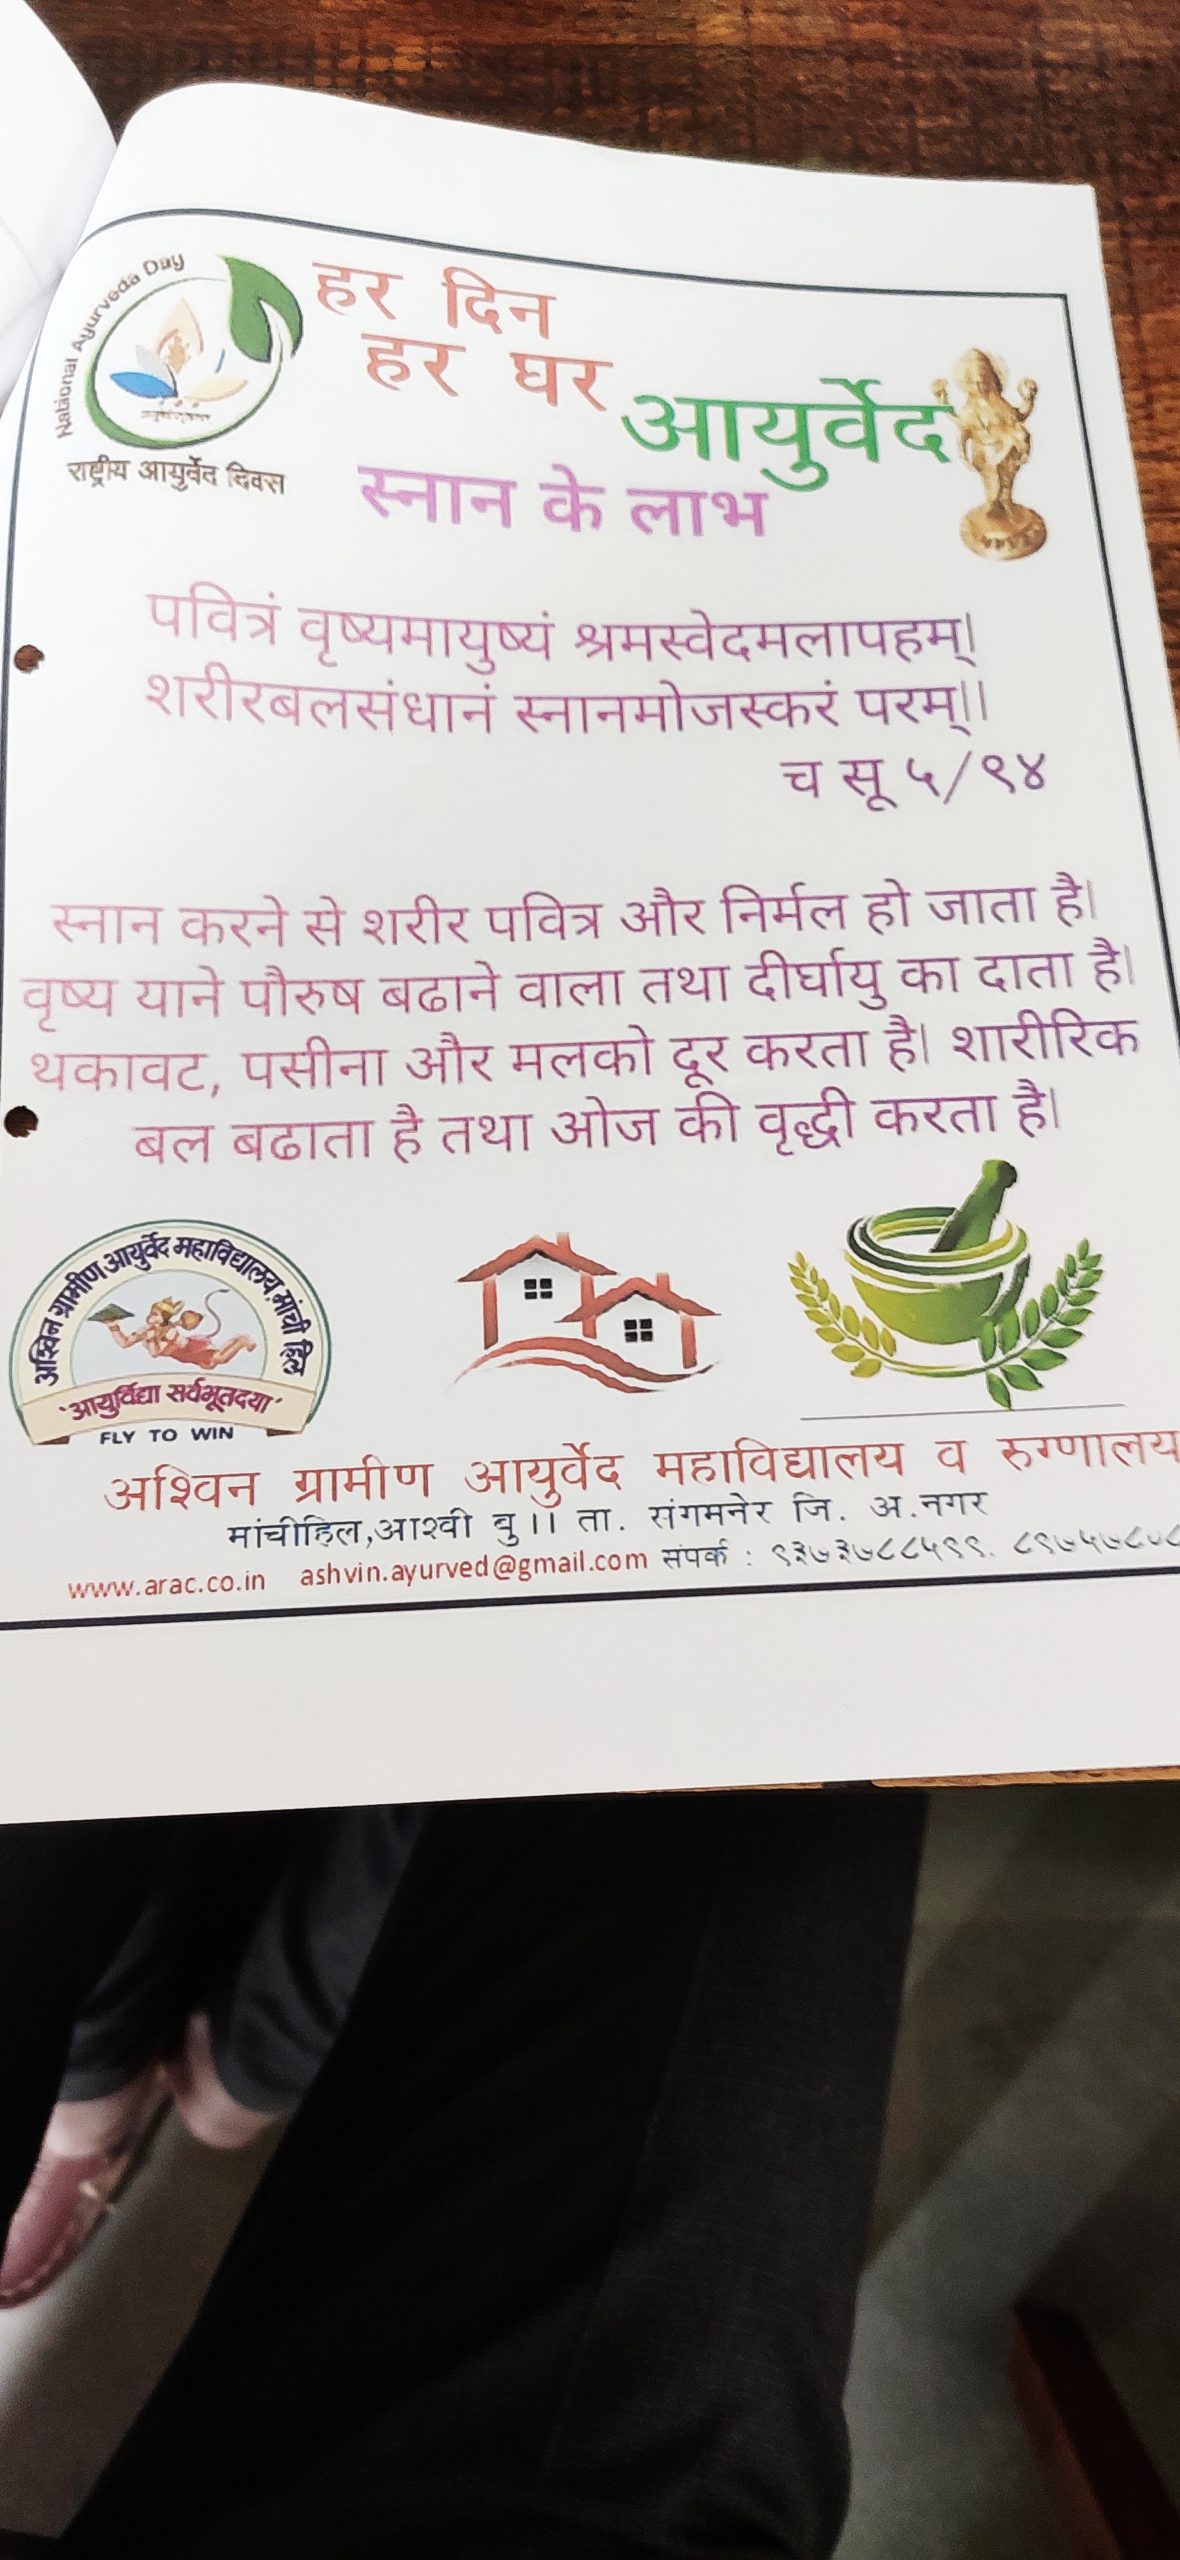 National Ayurveda Day
राष्ट्रीय आयुर्वेद दिवस
हर दिन
हर घर
आयुर्वेद
स्नान के लाभ
पवित्रं वृष्यमायुष्यं श्रमस्वेदमलापहम्।
शरीरबलसंधानं स्नानमोजस्करं परम्।।
च सू ५/९४
स्नान करने से शरीर पवित्र और निर्मल हो जाता है।
वृष्य याने पौरुष बढाने वाला तथा दीर्घायु का दाता है।
थकावट, पसीना और मलको दूर करता है। शारीरिक
बल बढाता है तथा ओज की वृद्धी करता है।
अश्विन ग्रामीण आयुर्वेद महाविद्यालय, मांची हिल
'आयुर्विद्या सर्वभूतदया'
FLY TO WIN
अश्विन ग्रामीण आयुर्वेद महाविद्यालय व रुग्णालय
मांचीहिल,आश्वी बु ।। ता. संगमनेर जि. अ.नगर
www.arac.co.in ashvin.ayurved@gmail.com संपर्क : ९३७३७८८५९९. ८९७५७८०८